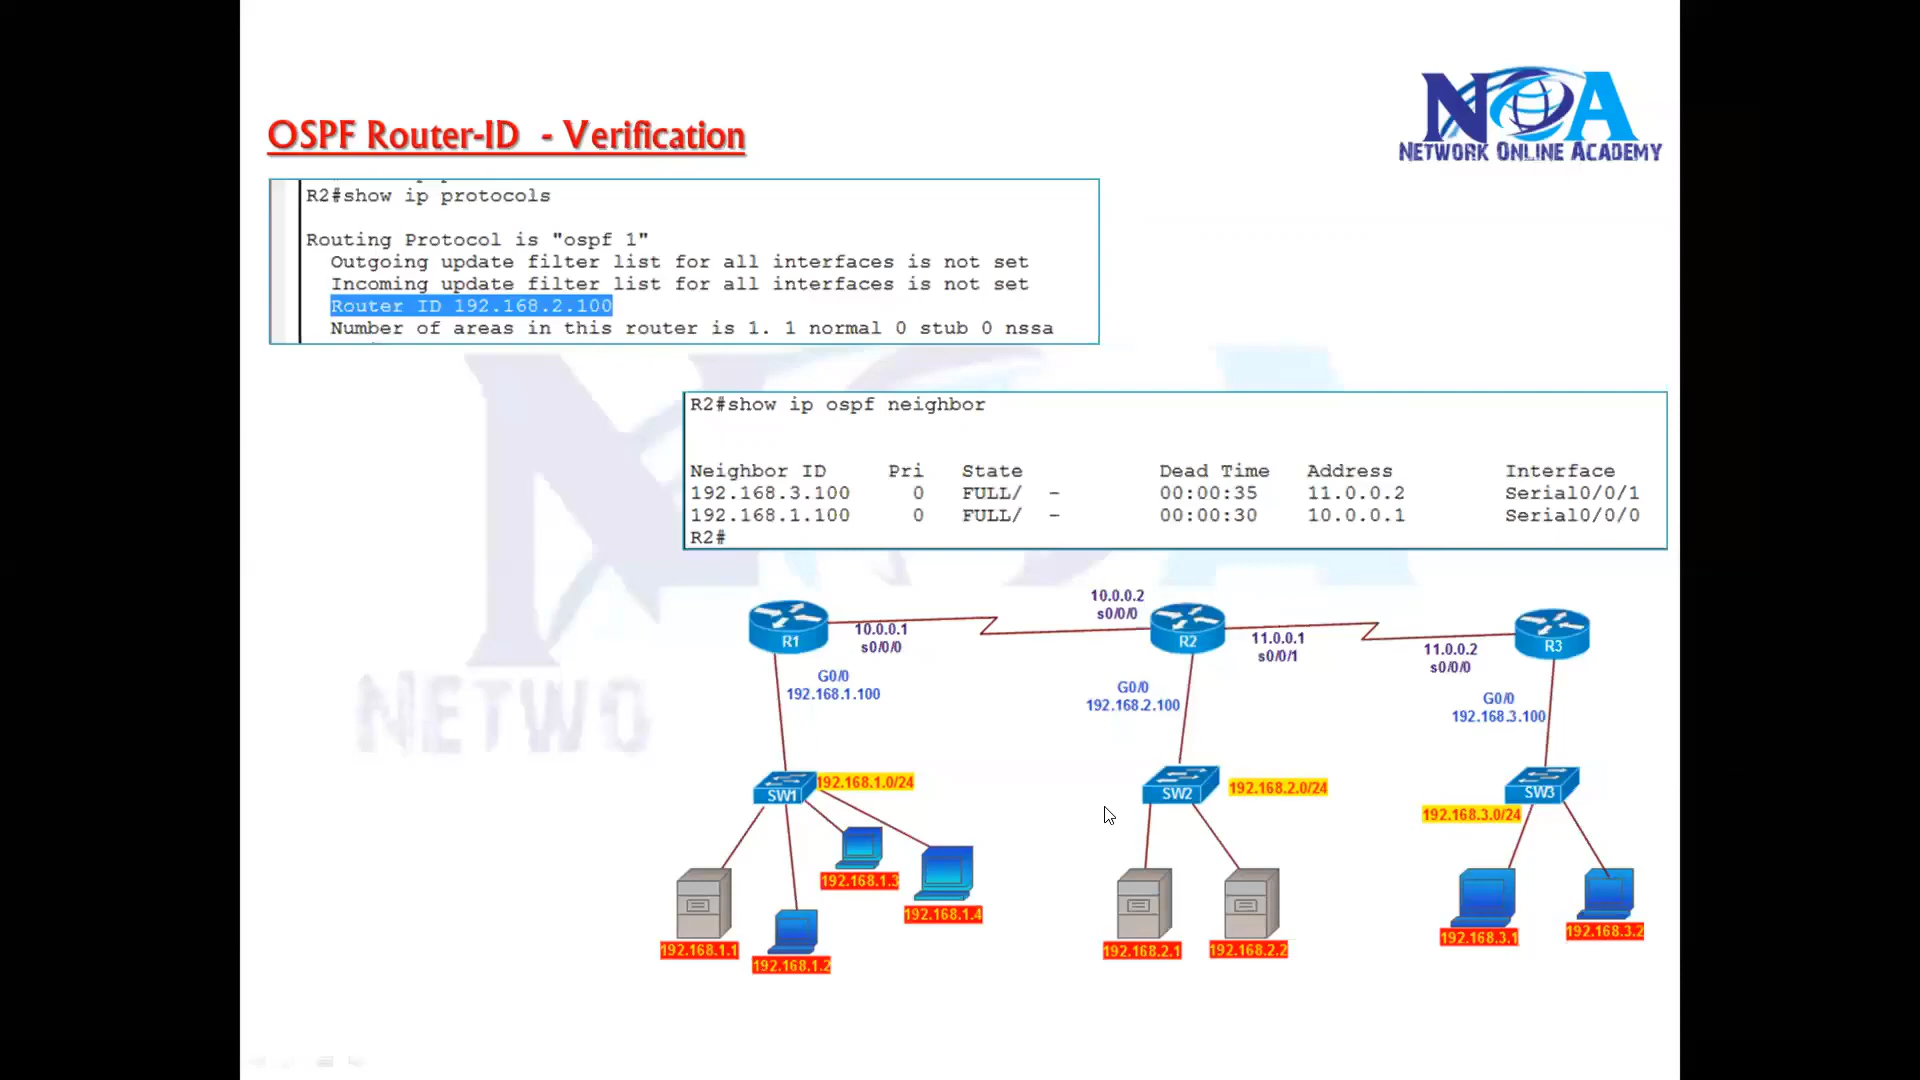 NOA
NETWORK ONLINE ACADEMY
OSPF Router-ID - Verification
R2#show ip protocols
Routing Protocol is "ospf 1"
Outgoing update filter list for all interfaces is not set
Incoming update filter list for all interfaces is not set
Router ID 192.168.2.100
Number of areas in this router is 1. 1 normal 0 stub 0 nssa
R2#show ip ospf neighbor
Neighbor ID Pri State Dead Time Address Interface
192.168.3.100 0 FULL/ - 00:00:35 11.0.0.2 Serial0/0/1
192.168.1.100 0 FULL/ - 00:00:30 10.0.0.1 Serial0/0/0
R2#
R1
10.0.0.1
s0/0/0
10.0.0.2
s0/0/0
R2
11.0.0.1
s0/0/1
11.0.0.2
s0/0/0
R3
G0/0
192.168.1.100
G0/0
192.168.2.100
G0/0
192.168.3.100
SW1
192.168.1.0/24
SW2
192.168.2.0/24
SW3
192.168.3.0/24
192.168.1.1
192.168.1.2
192.168.1.3
192.168.1.4
192.168.2.1
192.168.2.2
192.168.3.1
192.168.3.2
NETWO